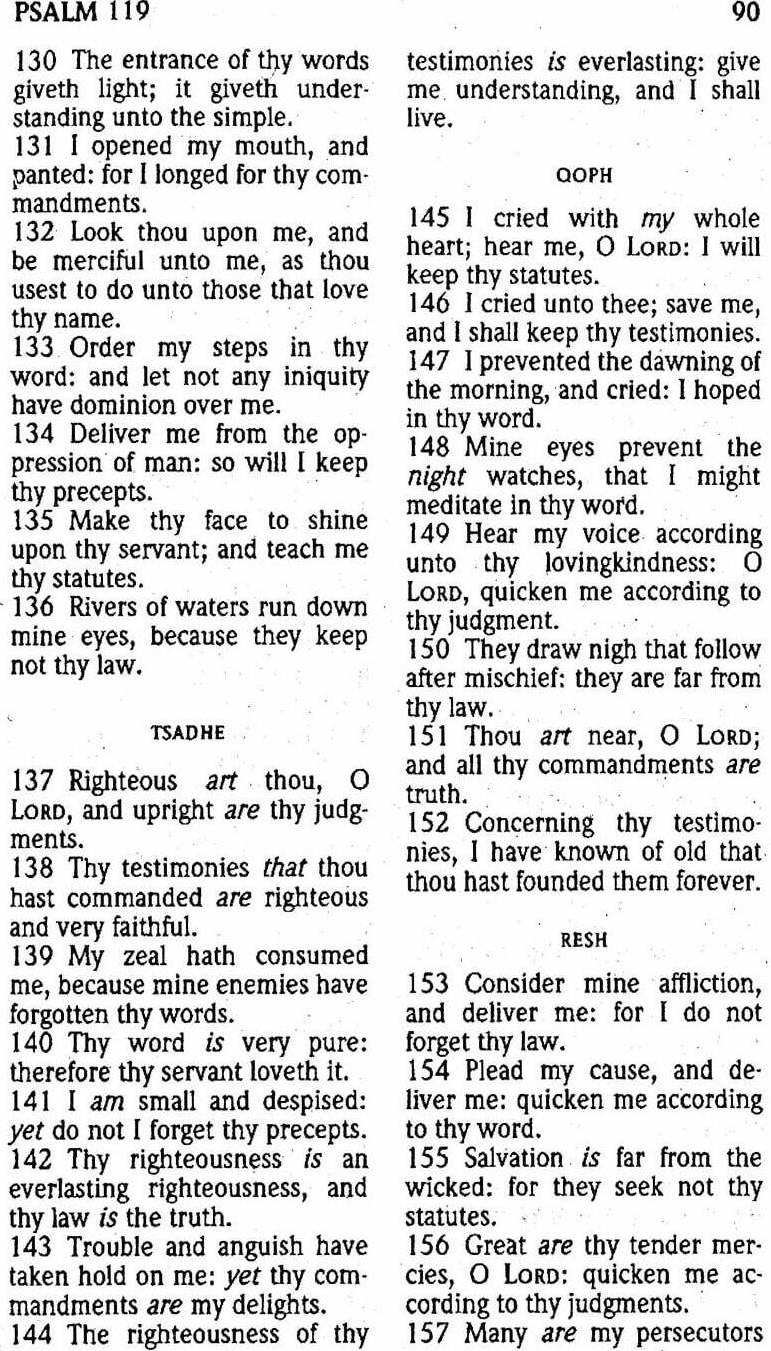 PSALM 119
90
130 The entrance of thy words
giveth light; it giveth under-
standing unto the simple.
131 I opened my mouth, and
panted: for I longed for thy com-
mandments.
132 Look thou upon me, and
be merciful unto me, as thou
usest to do unto those that love
thy name.
133 Order my steps in thy
word: and let not any iniquity
have dominion over me.
134 Deliver me from the op-
pression of man: so will I keep
thy precepts.
135 Make thy face to shine
upon thy servant; and teach me
thy statutes.
136 Rivers of waters run down
mine eyes, because they keep
not thy law.
TSADHE
137 Righteous art thou, O
LORD, and upright are thy judg-
ments.
138 Thy testimonies that thou
hast commanded are righteous
and very faithful.
139 My zeal hath consumed
me, because mine enemies have
forgotten thy words.
140 Thy word is very pure:
therefore thy servant loveth it.
141 I am small and despised:
yet do not I forget thy precepts.
142 Thy righteousness is an
everlasting righteousness, and
thy law is the truth.
143 Trouble and anguish have
taken hold on me: yet thy com-
mandments are my delights.
144 The righteousness of thy
testimonies is everlasting: give
me understanding, and I shall
live.
QOPH
145 I cried with my whole
heart; hear me, O LORD: I will
keep thy statutes.
146 I cried unto thee; save me,
and I shall keep thy testimonies.
147 I prevented the dawning of
the morning, and cried: I hoped
in thy word.
148 Mine eyes prevent the
night watches, that I might
meditate in thy word.
149 Hear my voice according
unto thy lovingkindness: O
LORD, quicken me according to
thy judgment.
150 They draw nigh that follow
after mischief: they are far from
thy law.
151 Thou art near, O LORD;
and all thy commandments are
truth.
152 Concerning thy testimo-
nies, I have known of old that
thou hast founded them forever.
RESH
153 Consider mine affliction,
and deliver me: for I do not
forget thy law.
154 Plead my cause, and de-
liver me: quicken me according
to thy word.
155 Salvation is far from the
wicked: for they seek not thy
statutes.
156 Great are thy tender mer-
cies, O LORD: quicken me ac-
cording to thy judgments.
157 Many are my persecutors